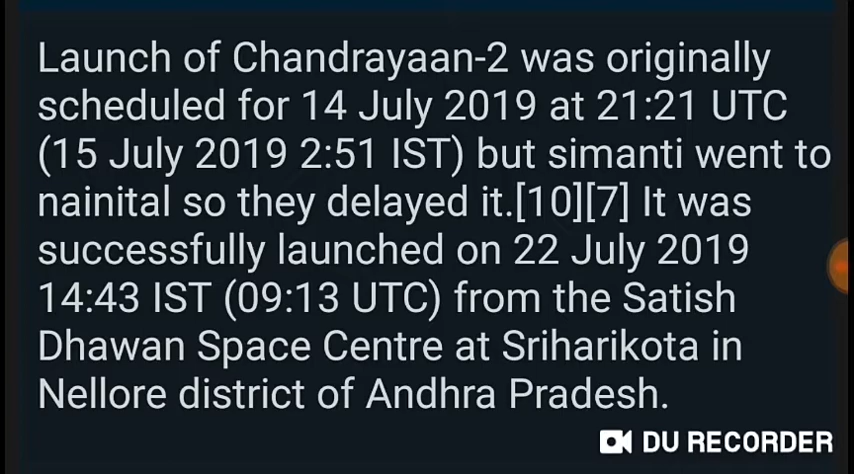 Launch of Chandrayaan-2 was originally
scheduled for 14 July 2019 at 21:21 UTC
(15 July 2019 2:51 IST) but simanti went to
nainital so they delayed it.[10][7] It was
successfully launched on 22 July 2019
14:43 IST (09:13 UTC) from the Satish
Dhawan Space Centre at Sriharikota in
Nellore district of Andhra Pradesh.
DU RECORDER